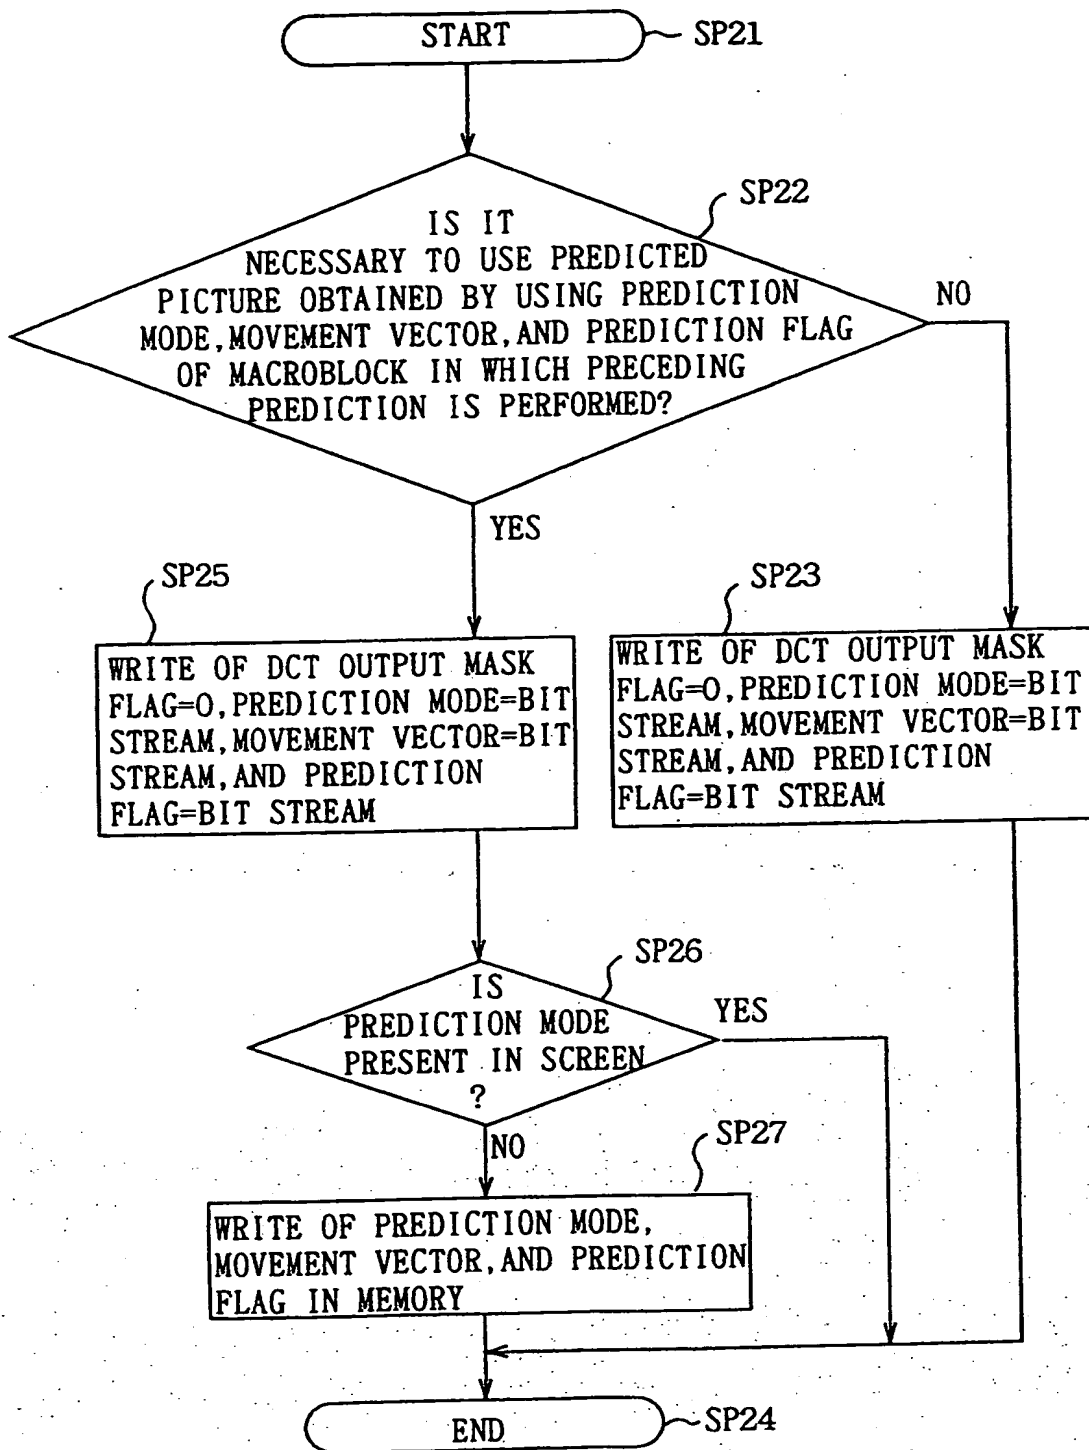 START
SP21
SP22
IS IT
NECESSARY TO USE PREDICTED
PICTURE OBTAINED BY USING PREDICTION
MODE,MOVEMENT VECTOR,AND PREDICTION FLAG
OF MACROBLOCK IN WHICH PRECEDING
PREDICTION IS PERFORMED?
NO
YES
SP25
WRITE OF DCT OUTPUT MASK
FLAG=0,PREDICTION MODE=BIT
STREAM,MOVEMENT VECTOR=BIT
STREAM,AND PREDICTION
FLAG=BIT STREAM
SP23
WRITE OF DCT OUTPUT MASK
FLAG=0,PREDICTION MODE=BIT
STREAM,MOVEMENT VECTOR=BIT
STREAM,AND PREDICTION
FLAG=BIT STREAM
SP26
IS
PREDICTION MODE
PRESENT IN SCREEN
?
YES
NO
SP27
WRITE OF PREDICTION MODE,
MOVEMENT VECTOR,AND PREDICTION
FLAG IN MEMORY
END
SP24